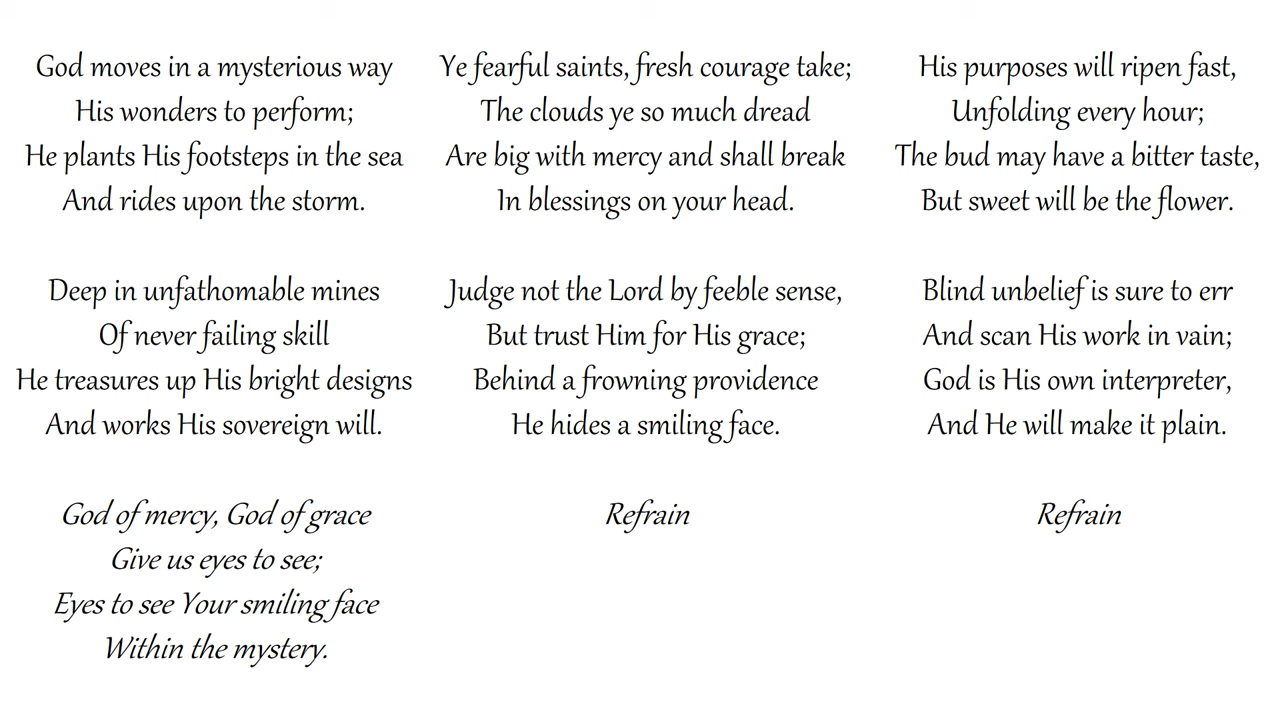 God moves in a mysterious way
His wonders to perform;
He plants His footsteps in the sea
And rides upon the storm.
Deep in unfathomable mines
Of never failing skill
He treasures up His bright designs
And works His sovereign will.
God of mercy, God of grace
Give us eyes to see;
Eyes to see Your smiling face
Within the mystery.
Ye fearful saints, fresh courage take;
The clouds ye so much dread
Are big with mercy and shall break
In blessings on your head.
Judge not the Lord by feeble sense,
But trust Him for His grace;
Behind a frowning providence
He hides a smiling face.
Refrain
His purposes will ripen fast,
Unfolding every hour;
The bud may have a bitter taste,
But sweet will be the flower.
Blind unbelief is sure to err
And scan His work in vain;
God is His own interpreter,
And He will make it plain.
Refrain